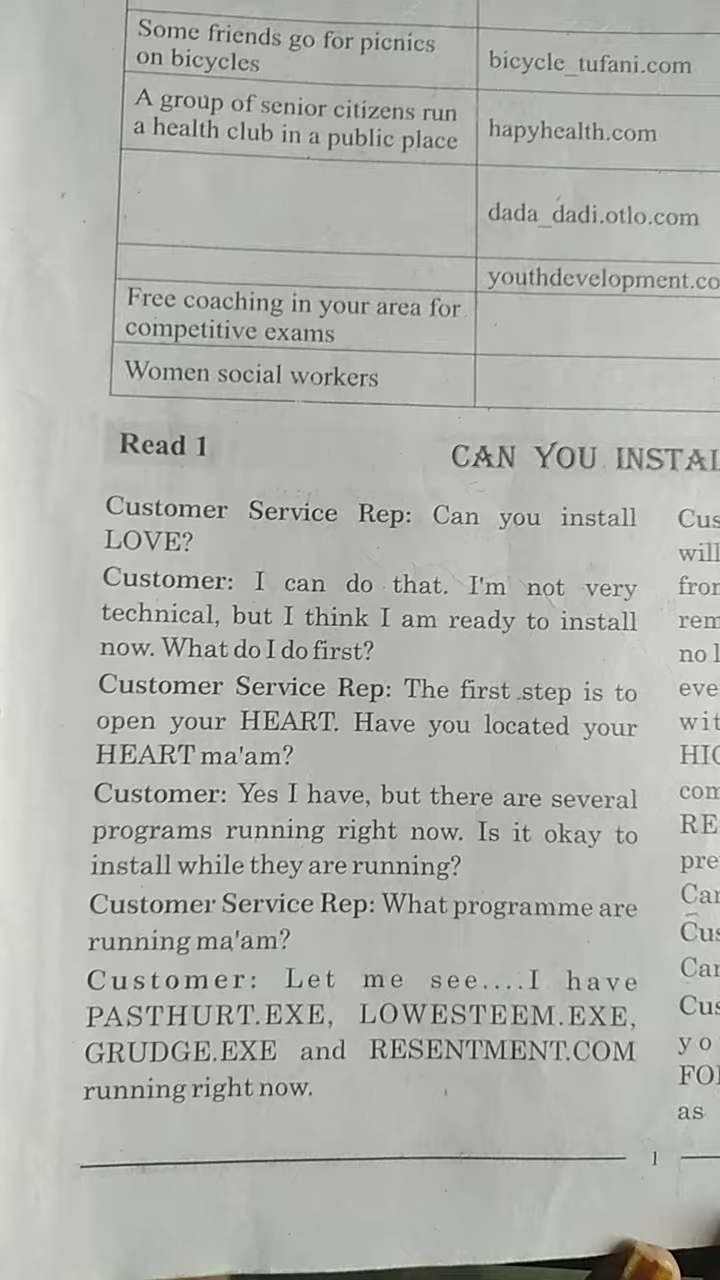 Some friends go for picnics
on bicycles
bicycle_tufani.com
A group of senior citizens run
a health club in a public place
hapyhealth.com
dada_dadi.otlo.com
youthdevelopment.co
Free coaching in your area for
competitive exams
Women social workers
Read 1
CAN YOU INSTAL
Customer Service Rep: Can you install
LOVE?
Customer: I can do that. I'm not very
technical, but I think I am ready to install
now. What do I do first?
Customer Service Rep: The first step is to
open your HEART. Have you located your
HEART ma'am?
Customer: Yes I have, but there are several
programs running right now. Is it okay to
install while they are running?
Customer Service Rep: What programme are
running ma'am?
Customer: Let me see....I have
PASTHURT.EXE, LOWESTEEM.EXE,
GRUDGE.EXE and RESENTMENT.COM
running right now.
Cus
will
from
rem
no l
eve
wit
HIG
com
RE
pre
Can
Cus
Can
Cus
yo
FOR
as
1